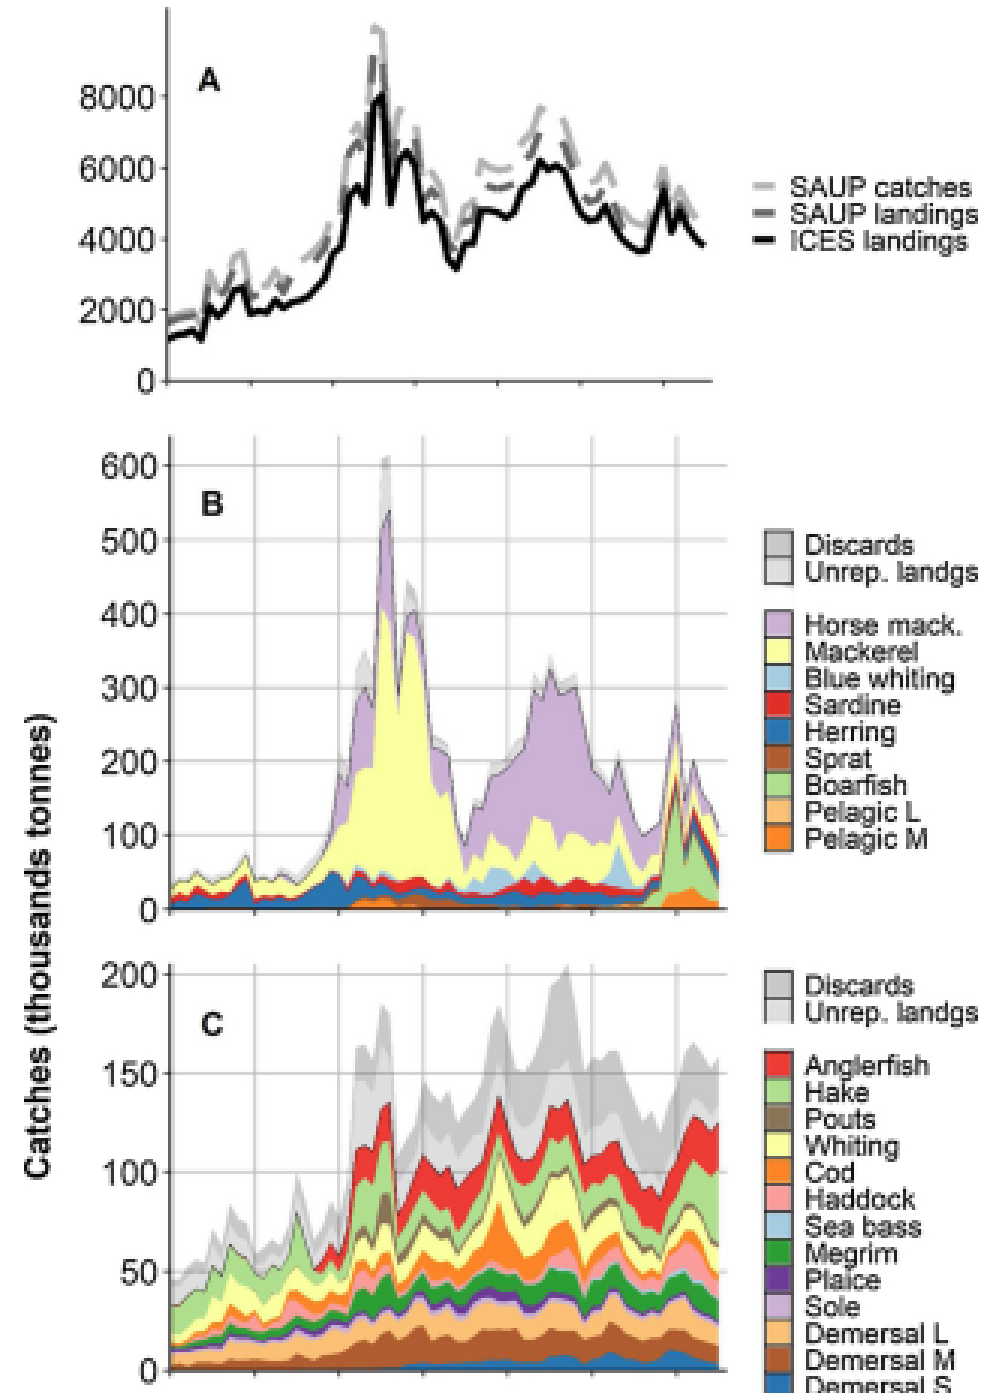 A
8000
6000
4000
2000
0
SAUP catches
SAUP landings
ICES landings
Catches (thousands tonnes)
B
600
500
400
300
200
100
0
Discards
Unrep. landgs
Horse mack.
Mackerel
Blue whiting
Sardine
Herring
Sprat
Boarfish
Pelagic L
Pelagic M
C
200
150
100
50
0
Discards
Unrep. landgs
Anglerfish
Hake
Pouts
Whiting
Cod
Haddock
Sea bass
Megrim
Plaice
Sole
Demersal L
Demersal M
Demersal S